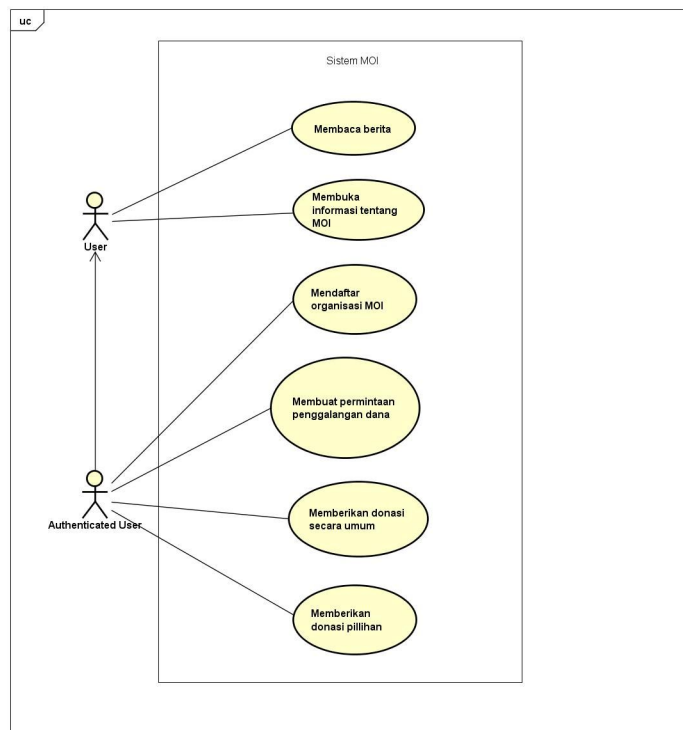 uc
Sistem MOI
Membaca berita
Membuka
informasi tentang
MOI
User
Mendaftar
organisasi MOI
Membuat permintaan
penggalangan dana
Authenticated User
Memberikan donasi
secara umum
Memberikan
donasi pillihan